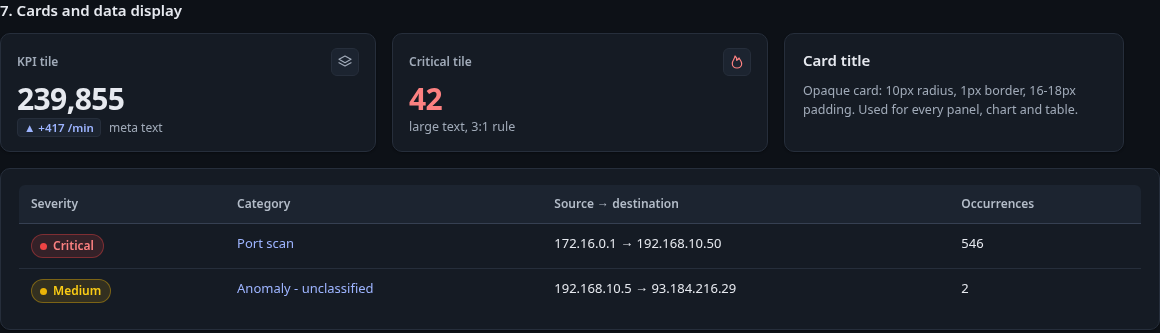 7. Cards and data display
KPI tile
239,855
▲ +417 /min meta text
Critical tile
42
large text, 3:1 rule
Card title
Opaque card: 10px radius, 1px border, 16-18px
padding. Used for every panel, chart and table.
Severity Category Source → destination Occurrences
Critical Port scan 172.16.0.1 → 192.168.10.50 546
Medium Anomaly - unclassified 192.168.10.5 → 93.184.216.29 2